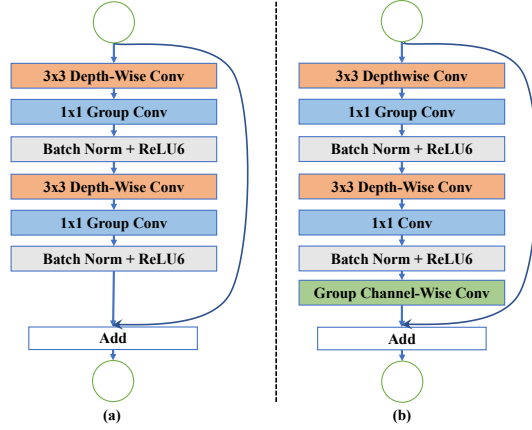 3x3 Depth-Wise Conv
1x1 Group Conv
Batch Norm + ReLU6
3x3 Depth-Wise Conv
1x1 Group Conv
Batch Norm + ReLU6
Add
(a)
3x3 Depthwise Conv
1x1 Group Conv
Batch Norm + ReLU6
3x3 Depth-Wise Conv
1x1 Conv
Batch Norm + ReLU6
Group Channel-Wise Conv
Add
(b)